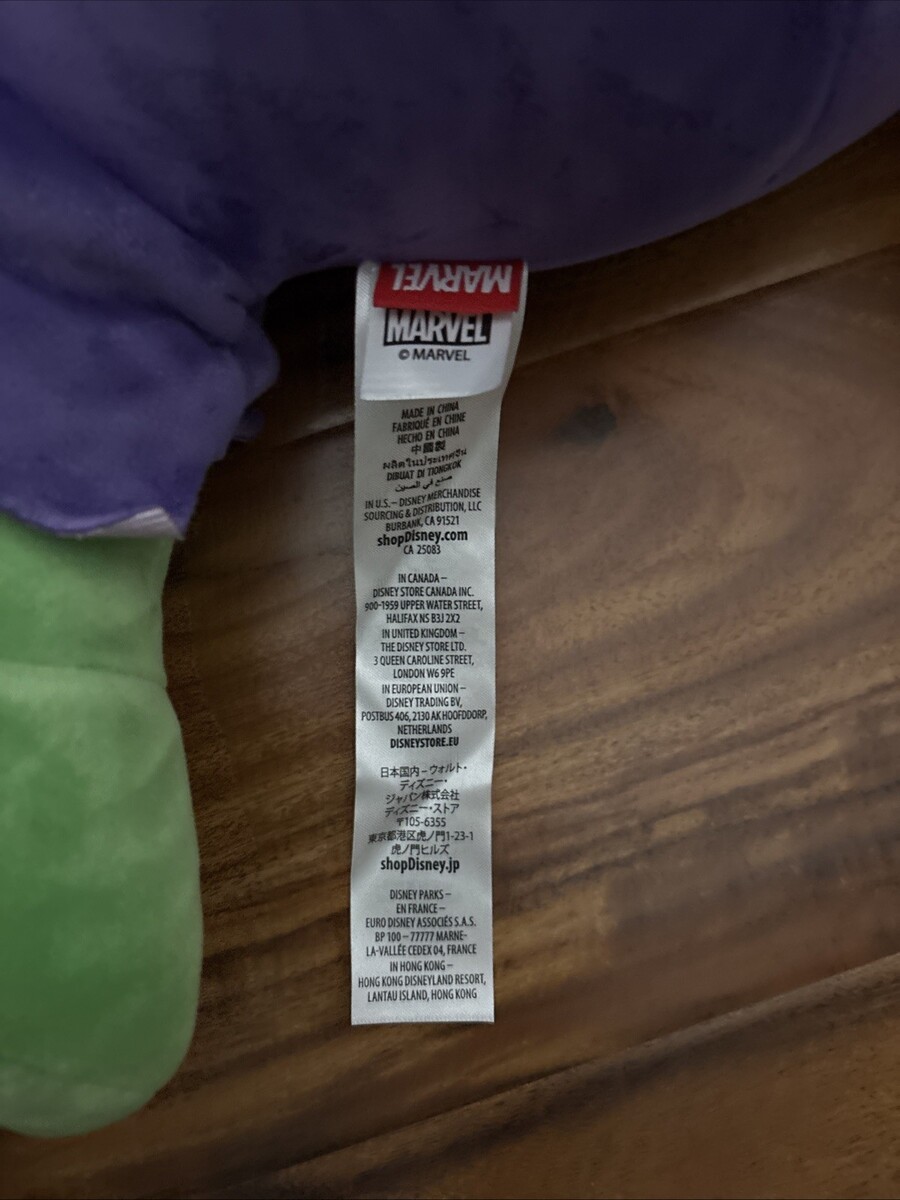 MARVEL
MARVEL
© MARVEL
MADE IN CHINA
FABRIQUÉ EN CHINE
HECHO EN CHINA
中國製
ผลิตในประเทศจีน
DIBUAT DI TIONGKOK
صنع في الصين
IN U.S.– DISNEY MERCHANDISE
SOURCING & DISTRIBUTION, LLC
BURBANK, CA 91521
shopDisney.com
CA 25083
IN CANADA –
DISNEY STORE CANADA INC.
900-1959 UPPER WATER STREET,
HALIFAX NS B3J 2X2
IN UNITED KINGDOM –
THE DISNEY STORE LTD.
3 QUEEN CAROLINE STREET,
LONDON W6 9PE
IN EUROPEAN UNION –
DISNEY TRADING BV,
POSTBUS 406, 2130 AK HOOFDDORP,
NETHERLANDS
DISNEYSTORE.EU
日本国内 – ウォルト・
ディズニー・
ジャパン株式会社
ディズニー・ストア
〒105-6355
東京都港区虎ノ門1-23-1
虎ノ門ヒルズ
shopDisney.jp
DISNEY PARKS –
EN FRANCE –
EURO DISNEY ASSOCIÉS S.A.S.
BP 100 – 77777 MARNE-
LA-VALLÉE CEDEX 04, FRANCE
IN HONG KONG –
HONG KONG DISNEYLAND RESORT,
LANTAU ISLAND, HONG KONG